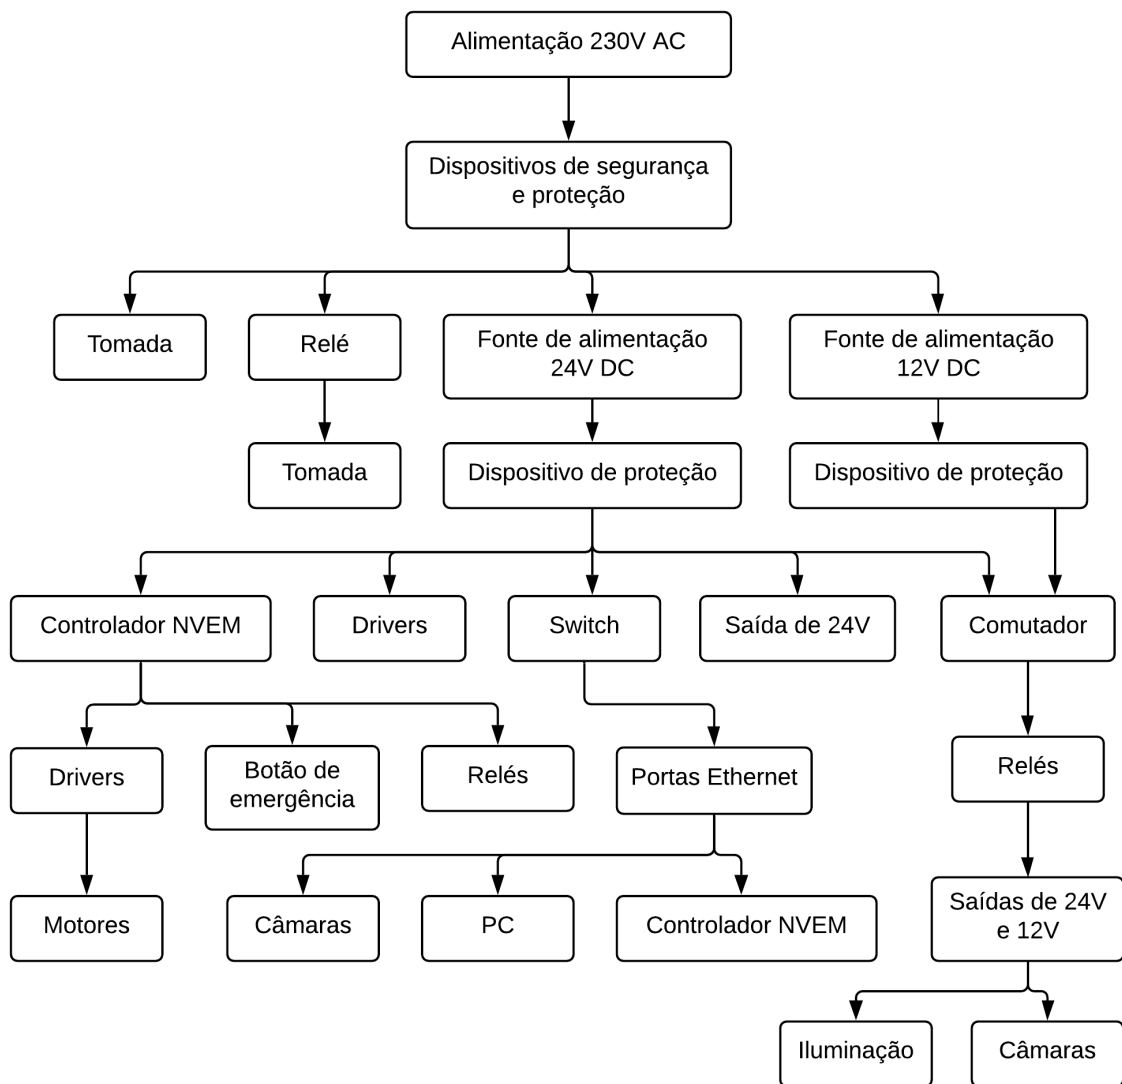 Alimentação 230V AC
Dispositivos de segurança
e proteção
Tomada
Relé
Fonte de alimentação
24V DC
Fonte de alimentação
12V DC
Tomada
Dispositivo de proteção
Dispositivo de proteção
Controlador NVEM
Drivers
Switch
Saída de 24V
Comutador
Drivers
Botão de
emergência
Relés
Portas Ethernet
Relés
Motores
Câmaras
PC
Controlador NVEM
Saídas de 24V
e 12V
Iluminação
Câmaras